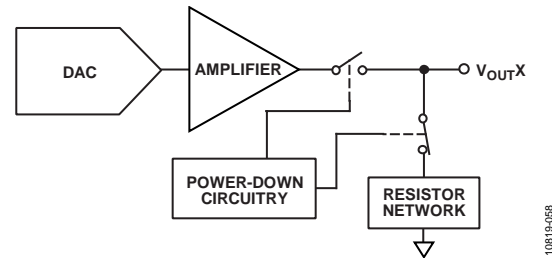 DAC
AMPLIFIER
VOUTX
POWER-DOWN
CIRCUITRY
RESISTOR
NETWORK
10819-058